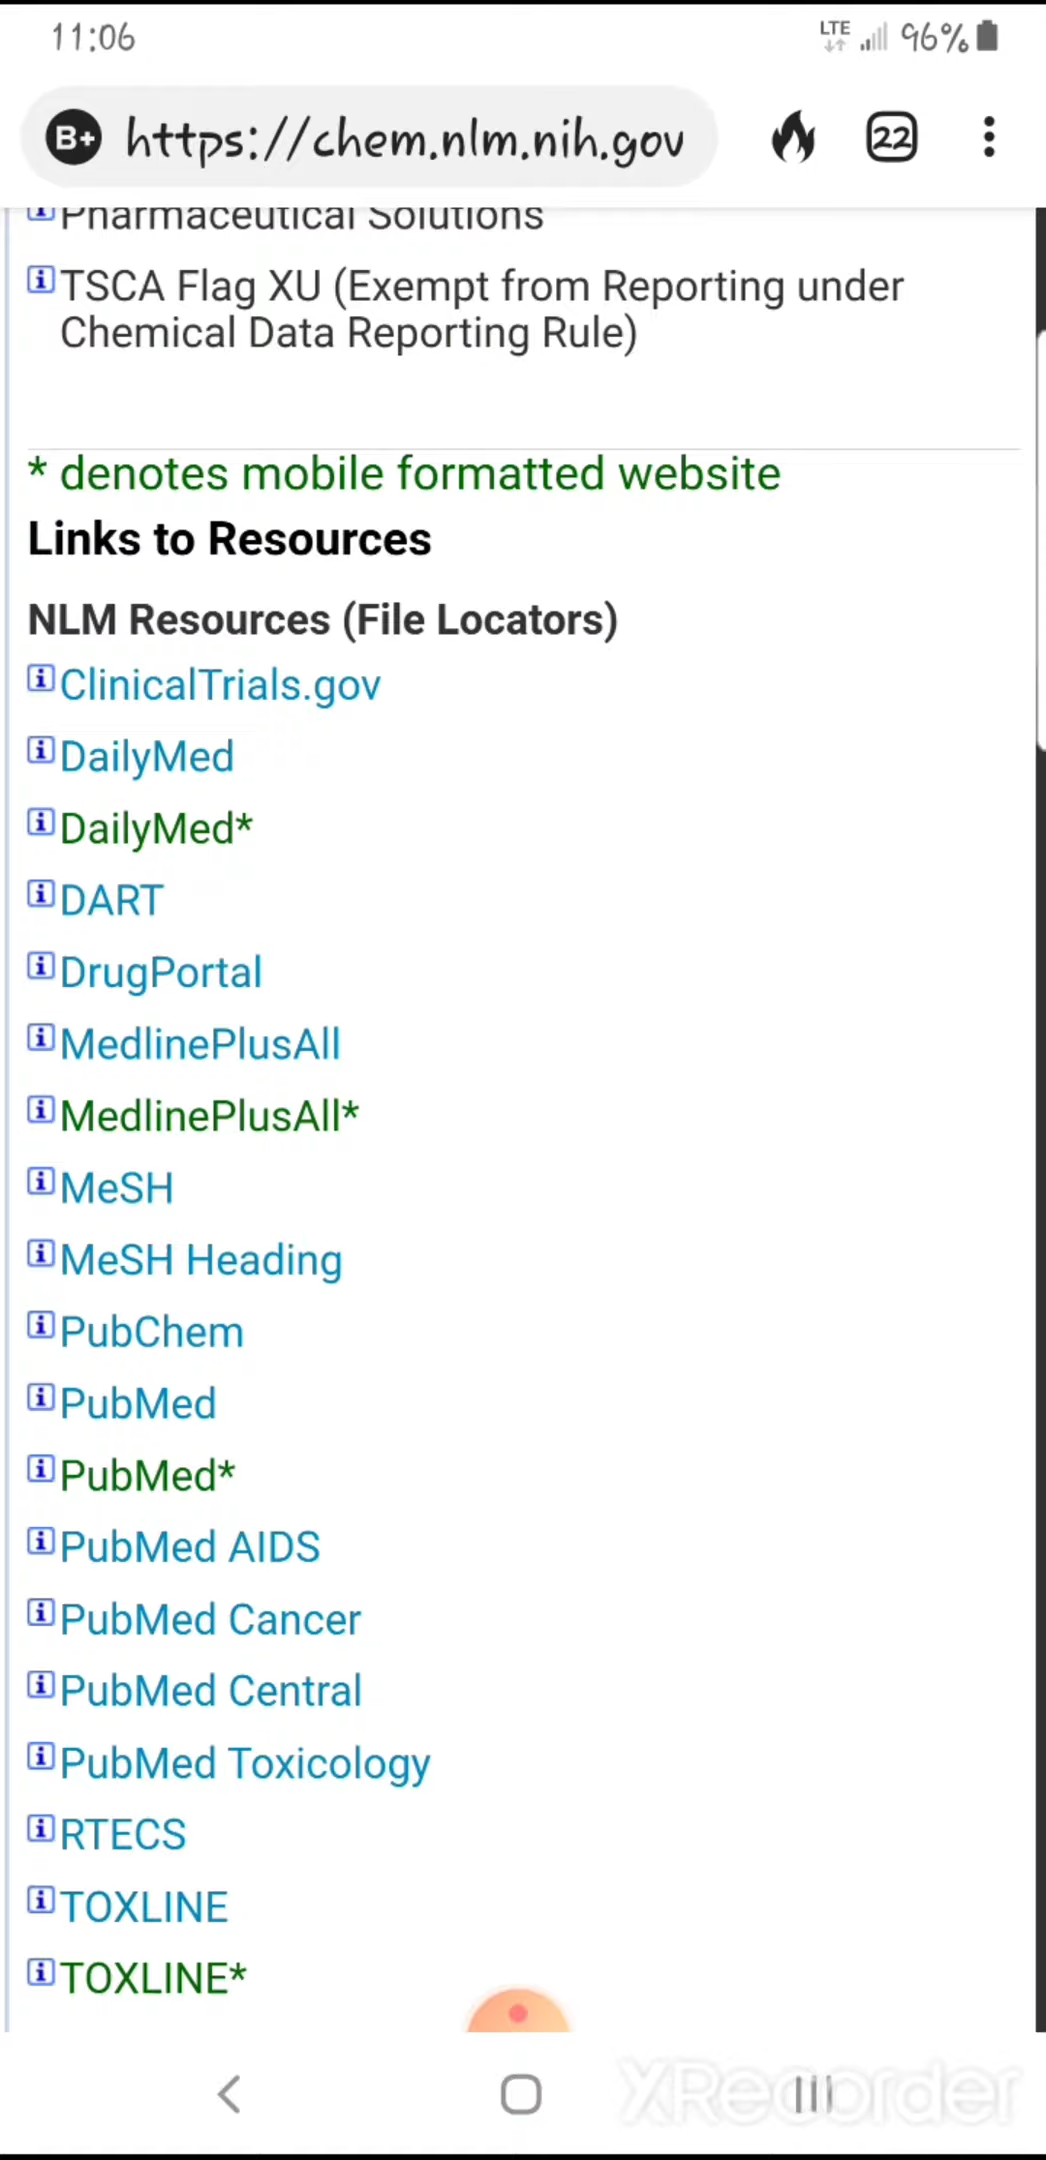 11:06
LTE
96%
B+
https://chem.nlm.nih.gov
22
Pharmaceutical Solutions
TSCA Flag XU (Exempt from Reporting under
Chemical Data Reporting Rule)
* denotes mobile formatted website
Links to Resources
NLM Resources (File Locators)
ClinicalTrials.gov
DailyMed
DailyMed*
DART
DrugPortal
MedlinePlusAll
MedlinePlusAll*
MeSH
MeSH Heading
PubChem
PubMed
PubMed*
PubMed AIDS
PubMed Cancer
PubMed Central
PubMed Toxicology
RTECS
TOXLINE
TOXLINE*
XRecorder